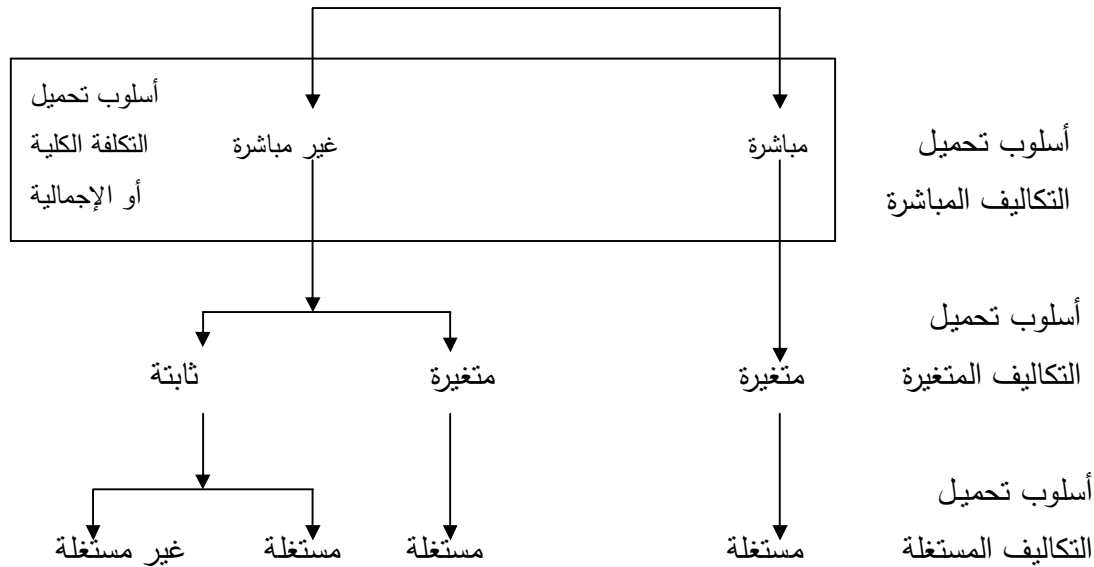 أسلوب تحميل
التكلفة الكلية
أو الإجمالية
أسلوب تحميل
التكاليف المباشرة
مباشرة
غير مباشرة
أسلوب تحميل
التكاليف المتغيرة
متغيرة
متغيرة
ثابتة
أسلوب تحميل
التكاليف المستغلة
مستغلة
مستغلة
مستغلة
غير مستغلة